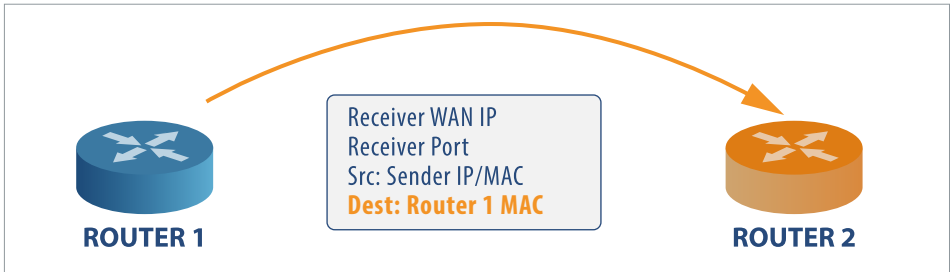 Receiver WAN IP
Receiver Port
Src: Sender IP/MAC
Dest: Router 1 MAC
ROUTER 1
ROUTER 2